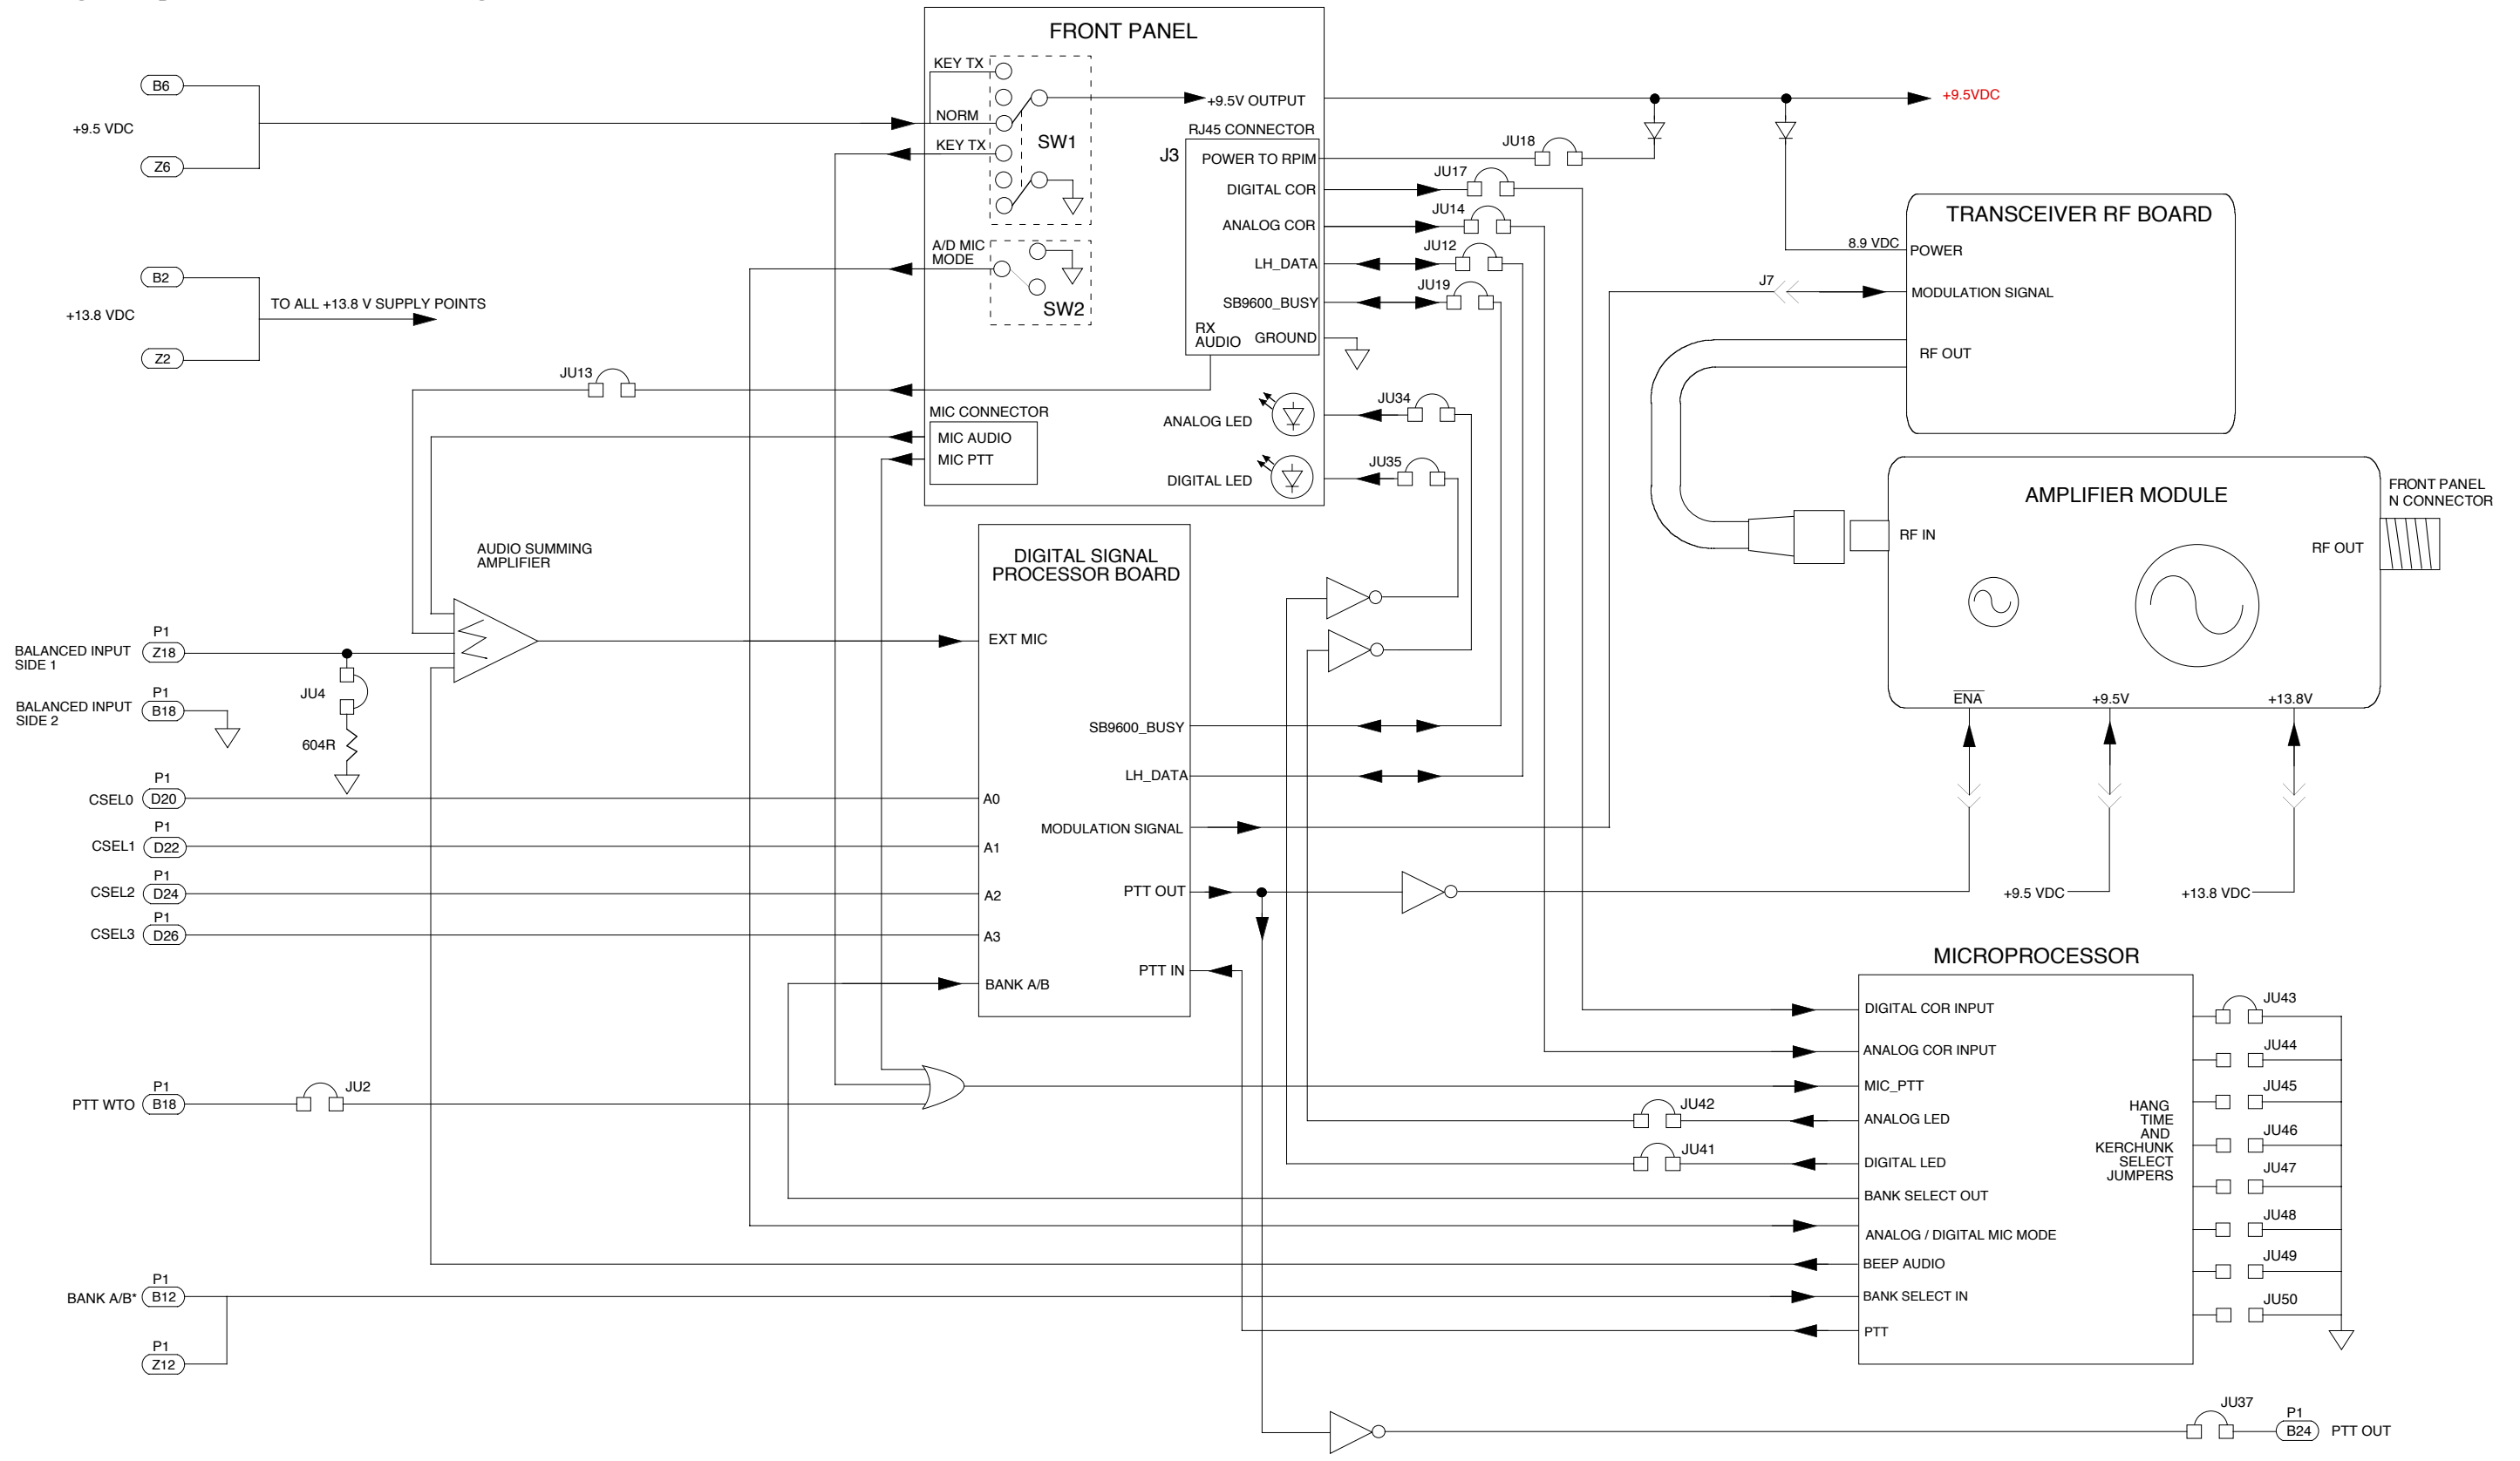 FRONT PANEL
KEY TX
B6
+9.5V OUTPUT
+9.5VDC
NORM
+9.5 VDC
RJ45 CONNECTOR
SW1
JU18
KEY TX
J3
POWER TO RPIM
Z6
JU17
DIGITAL COR
JU14
TRANSCEIVER RF BOARD
ANALOG COR
A/D MIC
MODE
JU12
8.9 VDC
POWER
LH_DATA
B2
JU19
J7
MODULATION SIGNAL
TO ALL +13.8 V SUPPLY POINTS
SB9600_BUSY
SW2
+13.8 VDC
RX
AUDIO
GROUND
RF OUT
Z2
JU13
JU34
MIC CONNECTOR
ANALOG LED
MIC AUDIO
MIC PTT
JU35
DIGITAL LED
FRONT PANEL
N CONNECTOR
AMPLIFIER MODULE
RF IN
RF OUT
AUDIO SUMMING
AMPLIFIER
DIGITAL SIGNAL
PROCESSOR BOARD
P1
EXT MIC
BALANCED INPUT
SIDE 1
Z18
JU4
P1
BALANCED INPUT
SIDE 2
B18
ENA
+9.5V
+13.8V
SB9600_BUSY
604R
LH_DATA
P1
CSEL0
D20
A0
P1
MODULATION SIGNAL
CSEL1
D22
A1
P1
CSEL2
D24
A2
PTT OUT
+9.5 VDC
+13.8 VDC
P1
CSEL3
D26
A3
MICROPROCESSOR
PTT IN
BANK A/B
JU43
DIGITAL COR INPUT
JU44
ANALOG COR INPUT
P1
JU2
MIC_PTT
JU45
PTT WTO
B18
JU42
ANALOG LED
HANG
TIME
AND
KERCHUNK
SELECT
JUMPERS
JU46
JU41
DIGITAL LED
JU47
BANK SELECT OUT
JU48
ANALOG / DIGITAL MIC MODE
JU49
BEEP AUDIO
P1
BANK A/B*
B12
BANK SELECT IN
JU50
PTT
P1
Z12
JU37
P1
B24
PTT OUT